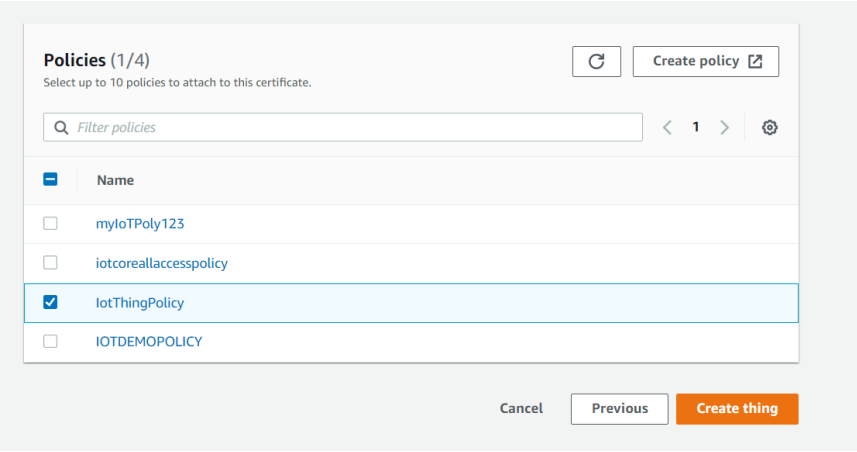 Policies (1/4)
Create policy
Select up to 10 policies to attach to this certificate.
Filter policies
1
Name
myIoTPoly123
iotcoreallaccesspolicy
IotThingPolicy
IOTDEMOPOLICY
Cancel
Previous
Create thing